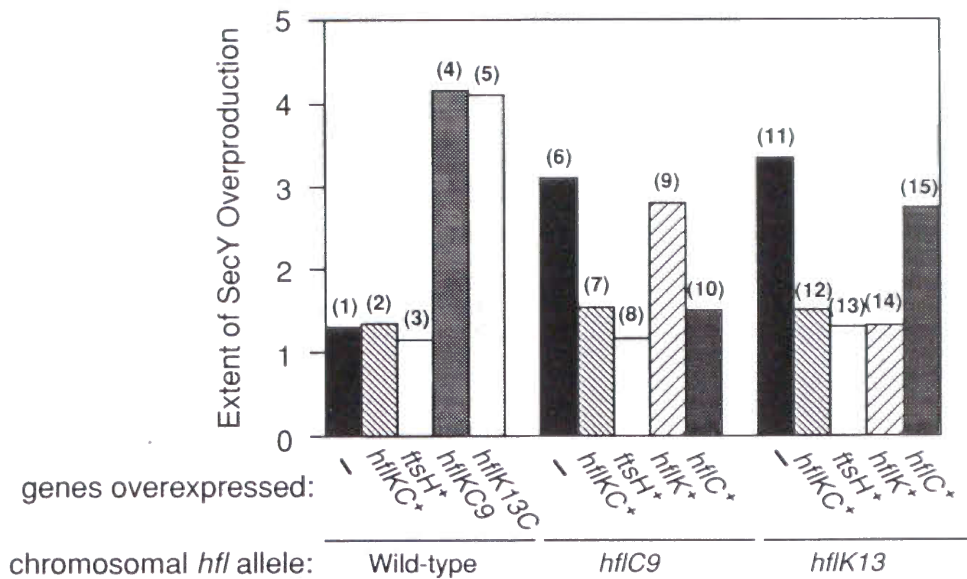 Extent of SecY Overproduction
5
4
3
2
1
0
(1)
(2)
(3)
(4)
(5)
(6)
(7)
(8)
(9)
(10)
(11)
(12)
(13)
(14)
(15)
genes overexpressed:
–
hflKC+
ftsH+
hflKC9
hflK13C
–
hflKC+
ftsH+
hflK+
hflC+
–
hflKC+
ftsH+
hflK+
hflC+
chromosomal hfl allele:
Wild-type
hflC9
hflK13